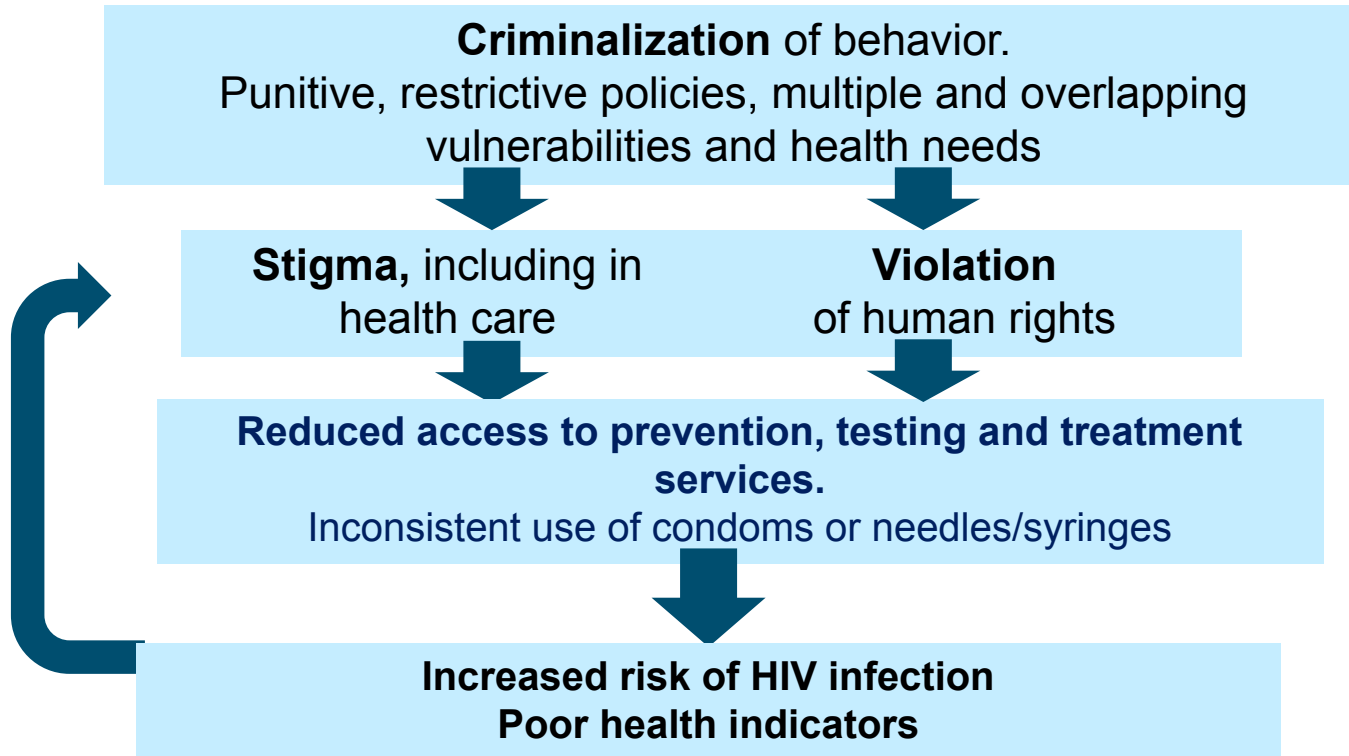 Criminalization of behavior.
Punitive, restrictive policies, multiple and overlapping
vulnerabilities and health needs
Stigma, including in
health care
Violation
of human rights
Reduced access to prevention, testing and treatment
services.
Inconsistent use of condoms or needles/syringes
Increased risk of HIV infection
Poor health indicators